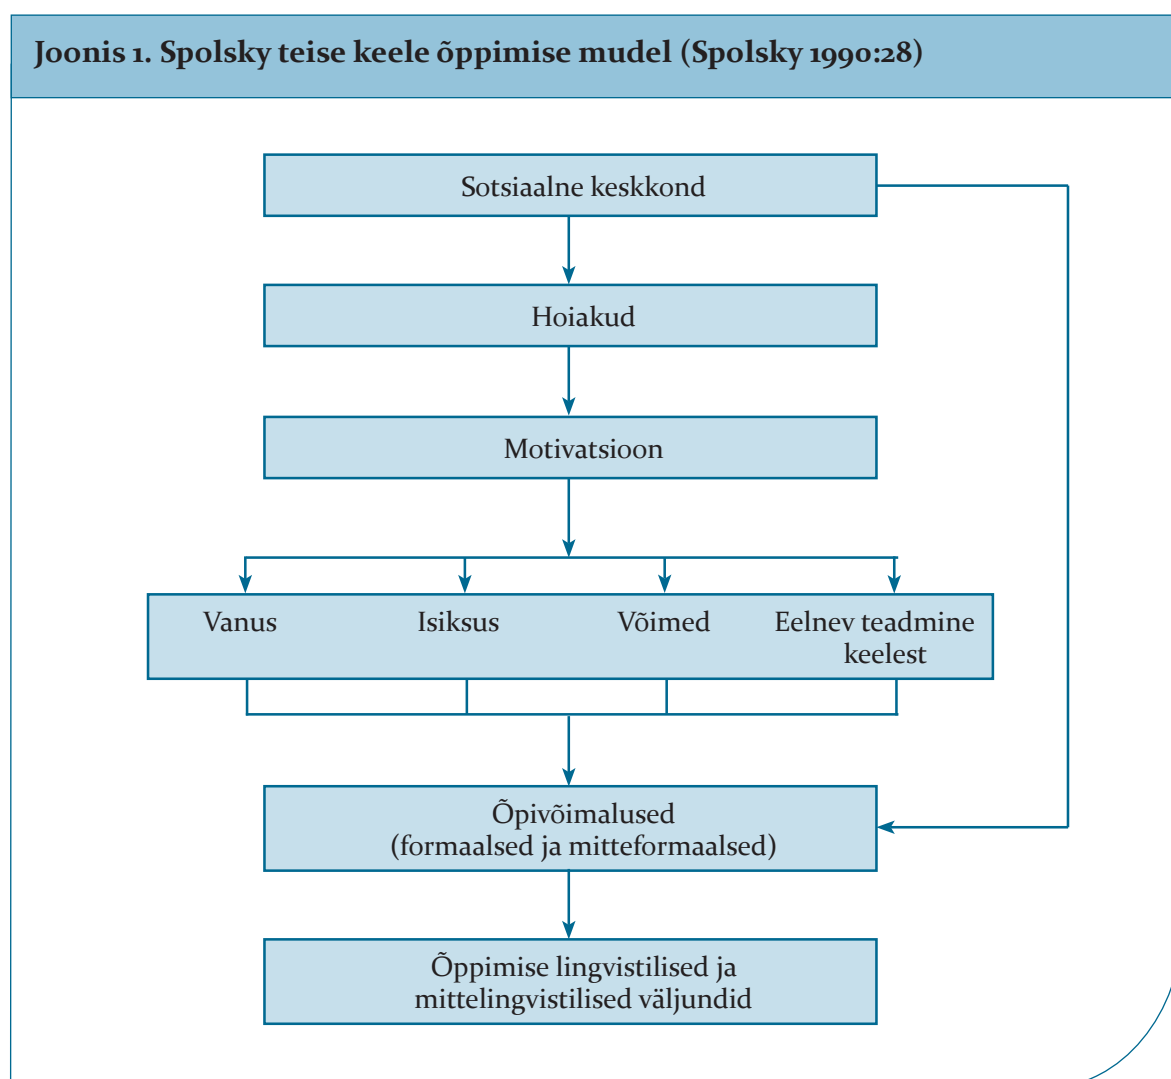 Joonis 1. Spolsky teise keele õppimise mudel (Spolsky 1990:28)
Sotsiaalne keskkond
Hoiakud
Motivatsioon
Vanus
Isiksus
Võimed
Eelnev teadmine
keelest
Õpivõimalused
(formaalsed ja mitteformaalsed)
Õppimise lingvistilised ja
mittelingvistilised väljundid